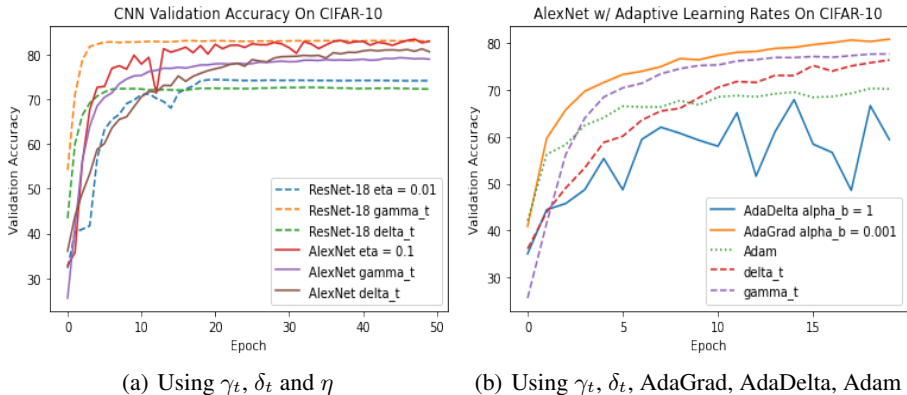 CNN Validation Accuracy On CIFAR-10
Validation Accuracy
80
70
60
50
40
30
0
10
20
30
40
50
Epoch
ResNet-18 eta = 0.01
ResNet-18 gamma_t
ResNet-18 delta_t
AlexNet eta = 0.1
AlexNet gamma_t
AlexNet delta_t
(a) Using γt, δt and η
AlexNet w/ Adaptive Learning Rates On CIFAR-10
Validation Accuracy
80
70
60
50
40
30
0
5
10
15
Epoch
AdaDelta alpha_b = 1
AdaGrad alpha_b = 0.001
Adam
delta_t
gamma_t
(b) Using γt, δt, AdaGrad, AdaDelta, Adam